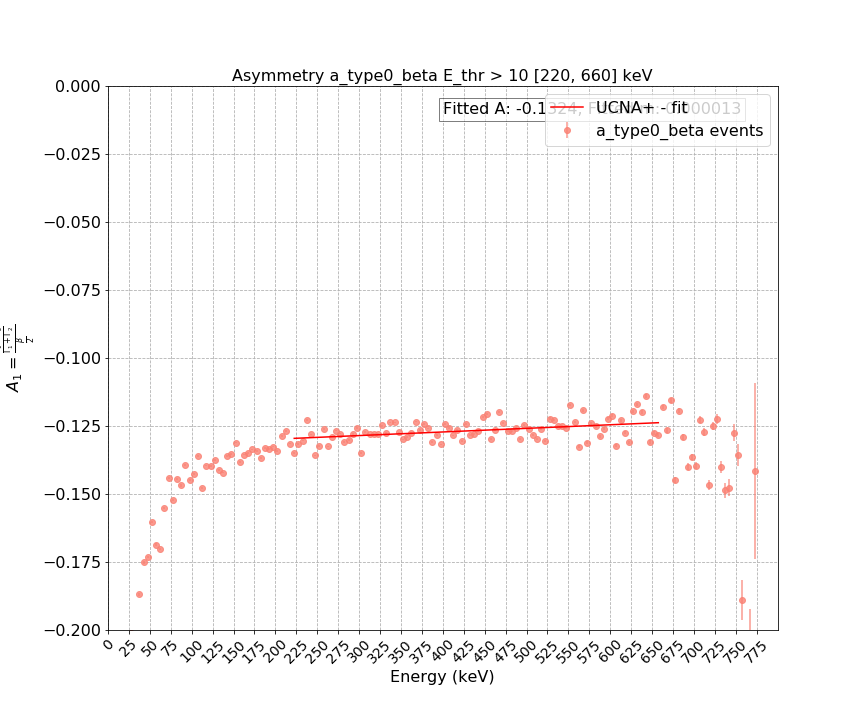 Asymmetry a_type0_beta E_thr > 10 [220, 660] keV
Fitted A: -0.1324, 0.000013
UCNA+ - fit
a_type0_beta events
0.000
−0.025
−0.050
−0.075
−0.100
−0.125
−0.150
−0.175
−0.200
0 25 50 75 100 125 150 175 200 225 250 275 300 325 350 375 400 425 450 475 500 525 550 575 600 625 650 675 700 725 750 775
Energy (keV)